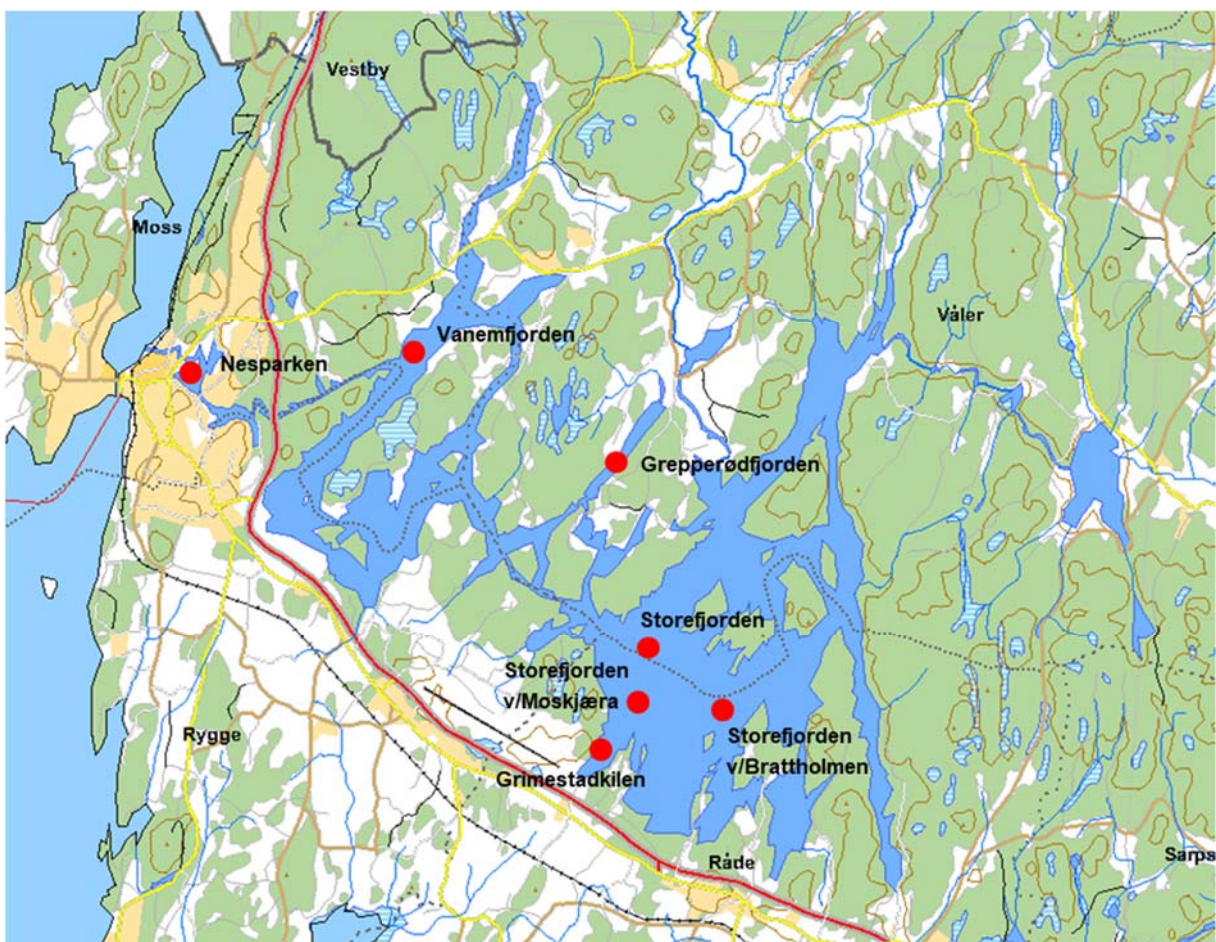 Vestby
Moss
Vanemfjorden
Nesparken
Våler
Grepperødfjorden
Storefjorden
Storefjorden
v/Moskjæra
Storefjorden
v/Brattholmen
Rygge
Grimestadkilen
Råde
Sarps